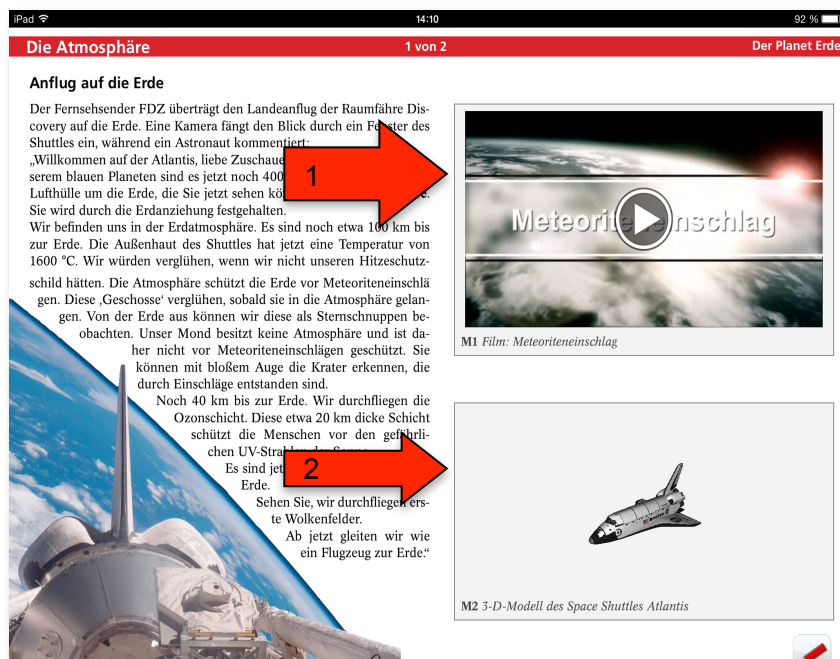 iPad 14:10 92 %
Die Atmosphäre 1 von 2 Der Planet Erde
Anflug auf die Erde
Der Fernsehsender FDZ überträgt den Landeanflug der Raumfähre Dis-
covery auf die Erde. Eine Kamera fängt den Blick durch ein Fenster des
Shuttles ein, während ein Astronaut kommentiert:
„Willkommen auf der Atlantis, liebe
serem blauen Planeten sind es jetzt noch 400
Lufthülle um die Erde, die Sie jetzt sehen
Sie wird durch die Erdanziehung festgehalten.
Wir befinden uns in der Erdatmosphäre. Es sind noch etwa 100 km bis
zur Erde. Die Außenhaut des Shuttles hat jetzt eine Temperatur von
1600 °C. Wir würden verglühen, wenn wir nicht unseren Hitzeschutz-
schild hätten. Die Atmosphäre schützt die Erde vor Meteoriteneinschlä
gen. Diese ‚Geschosse‘ verglühen, sobald sie in die Atmosphäre gelan-
gen. Von der Erde aus können wir diese als Sternschnuppen be-
obachten. Unser Mond besitzt keine Atmosphäre und ist da-
her nicht vor Meteoriteneinschlägen geschützt. Sie
können mit bloßem Auge die Krater erkennen, die
durch Einschläge entstanden sind.
Noch 40 km bis zur Erde. Wir durchfliegen die
Ozonschicht. Diese etwa 20 km dicke Schicht
schützt die Menschen vor den gefährli-
chen UV-Strahlen der Sonne.
Es sind
Erde.
Sehen Sie, wir durchfliegen ers-
te Wolkenfelder.
Ab jetzt gleiten wir wie
ein Flugzeug zur Erde.“
1
2
Meteoriteneinschlag
M1 Film: Meteoriteneinschlag
M2 3-D-Modell des Space Shuttles Atlantis